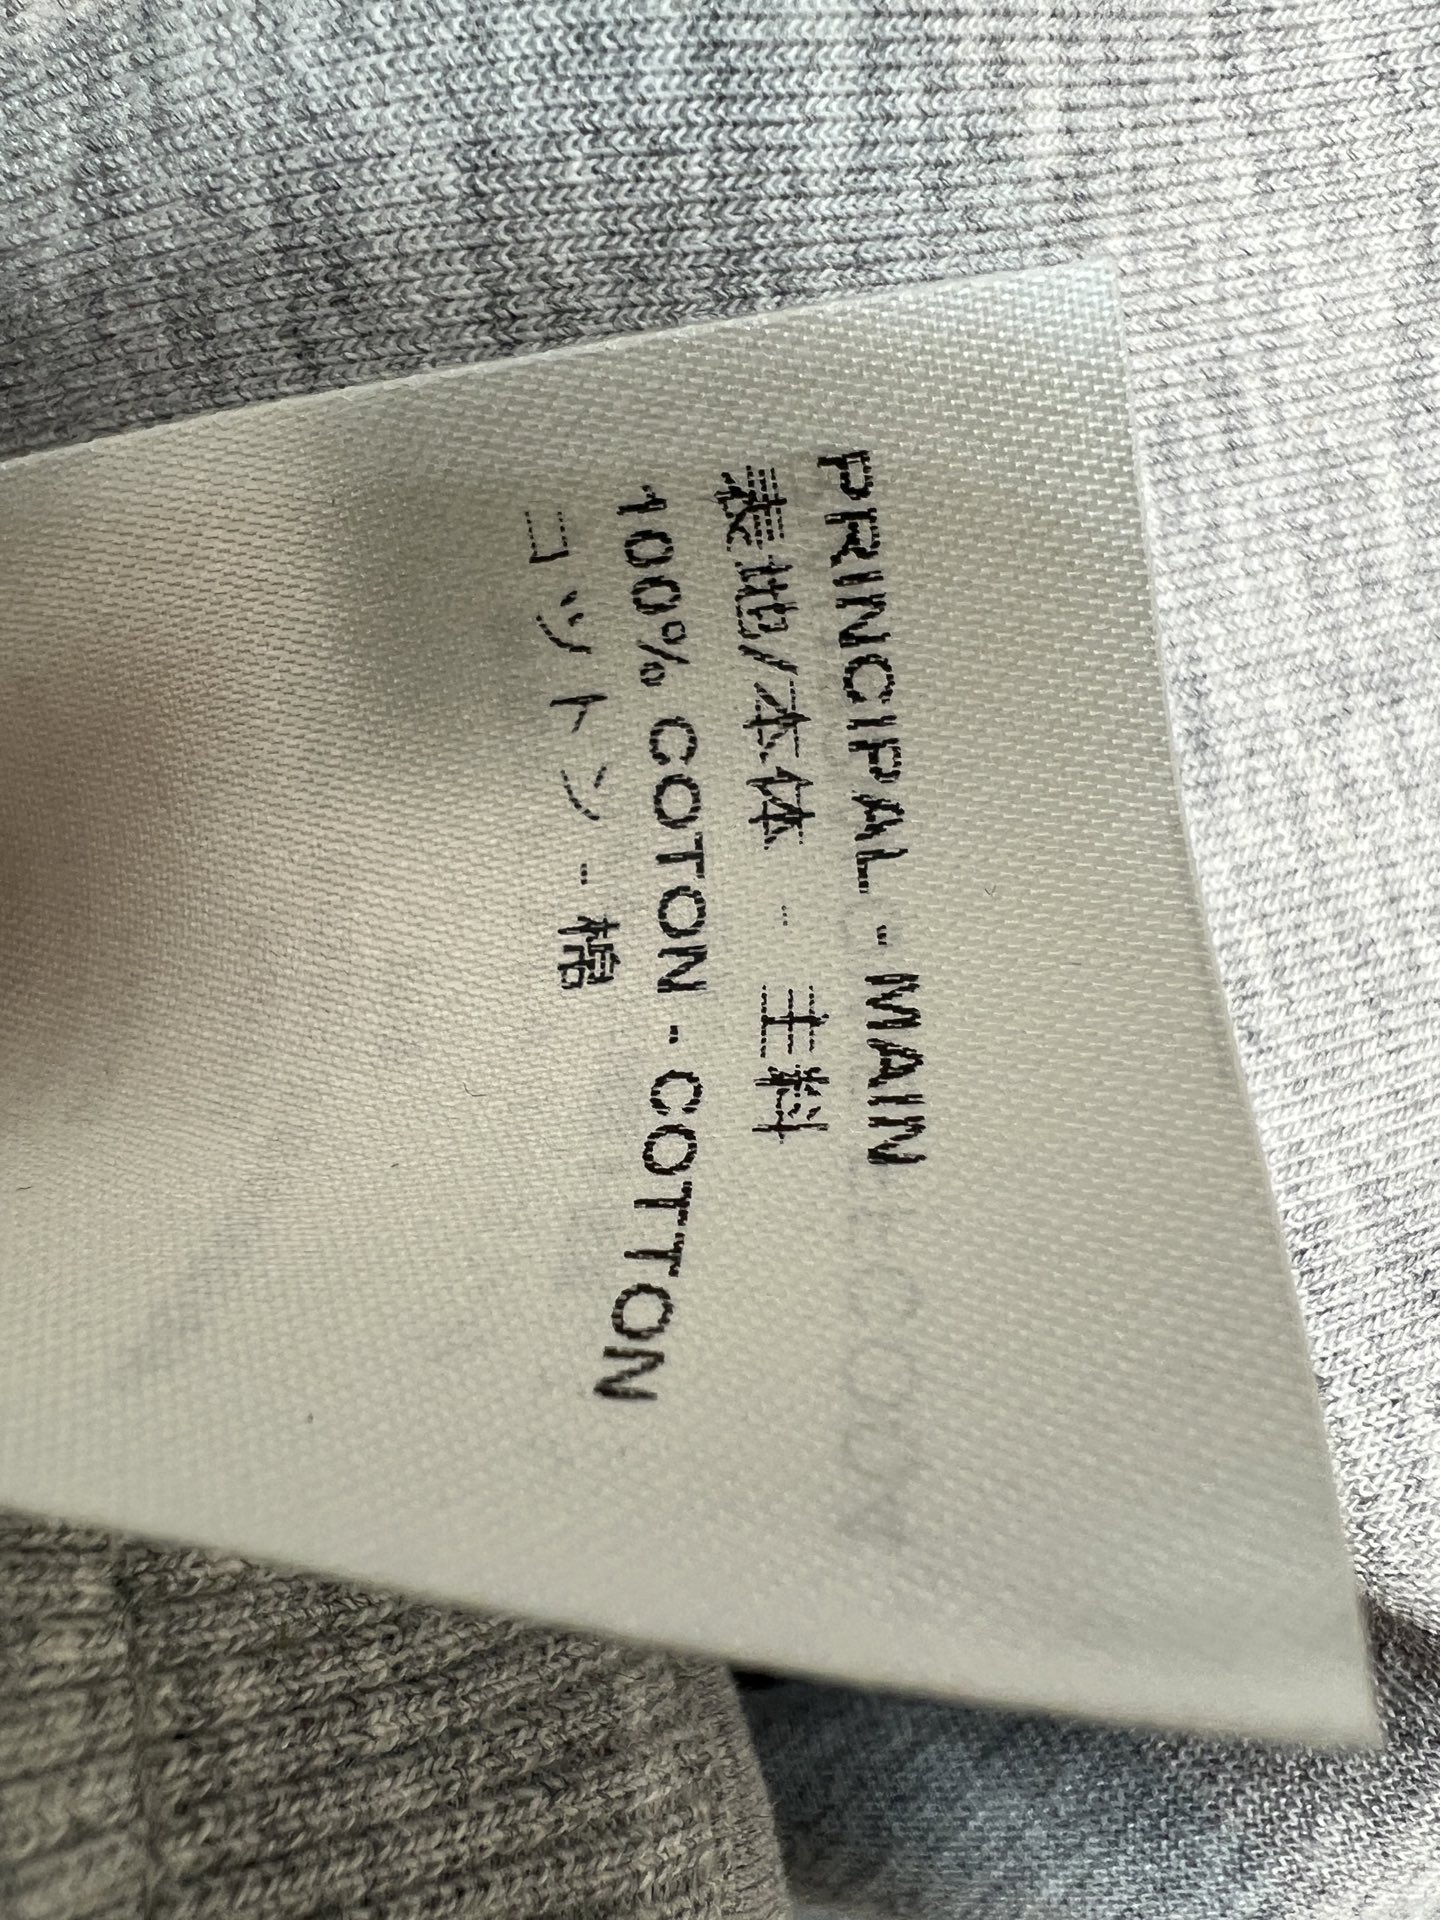 PRINCIPAL - MAIN
表地/本体 - 主料
100% COTON - COTTON
コットン - 棉